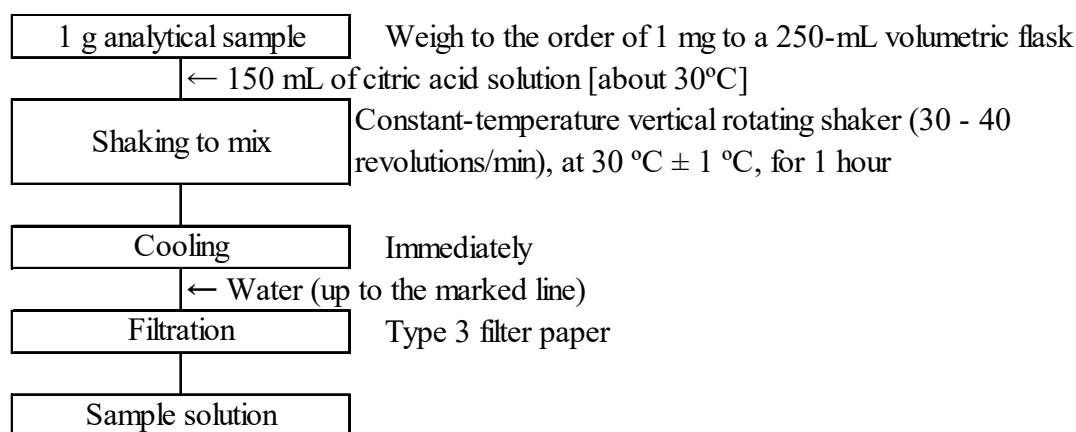 1 g analytical sample Weigh to the order of 1 mg to a 250-mL volumetric flask
← 150 mL of citric acid solution [about 30ºC]
Shaking to mix
Constant-temperature vertical rotating shaker (30 - 40
revolutions/min), at 30 ºC ± 1 ºC, for 1 hour
Cooling Immediately
← Water (up to the marked line)
Filtration Type 3 filter paper
Sample solution